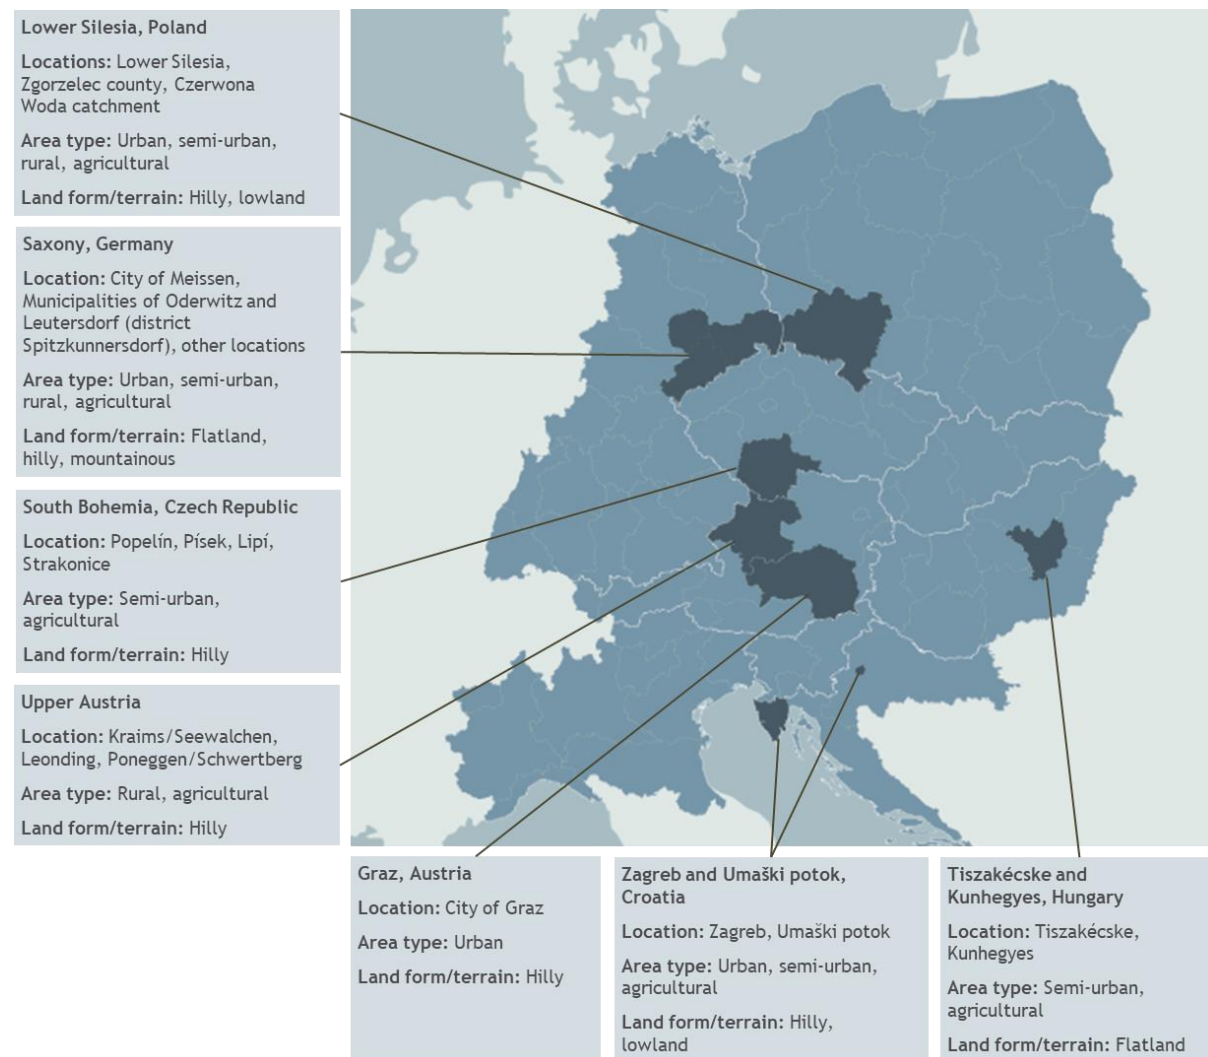 Lower Silesia, Poland
Locations: Lower Silesia,
Zgorzelec county, Czerwona
Woda catchment
Area type: Urban, semi-urban,
rural, agricultural
Land form/terrain: Hilly, lowland
Saxony, Germany
Location: City of Meissen,
Municipalities of Oderwitz and
Leutersdorf (district
Spitzkunnersdorf), other locations
Area type: Urban, semi-urban,
rural, agricultural
Land form/terrain: Flatland,
hilly, mountainous
South Bohemia, Czech Republic
Location: Popelín, Písek, Lipí,
Strakonice
Area type: Semi-urban,
agricultural
Land form/terrain: Hilly
Upper Austria
Location: Kraims/Seewalchen,
Leonding, Poneggen/Schwertberg
Area type: Rural, agricultural
Land form/terrain: Hilly
Graz, Austria
Location: City of Graz
Area type: Urban
Land form/terrain: Hilly
Zagreb and Umaški potok,
Croatia
Location: Zagreb, Umaški potok
Area type: Urban, semi-urban,
agricultural
Land form/terrain: Hilly,
lowland
Tiszakécske and
Kunhegyes, Hungary
Location: Tiszakécske,
Kunhegyes
Area type: Semi-urban,
agricultural
Land form/terrain: Flatland